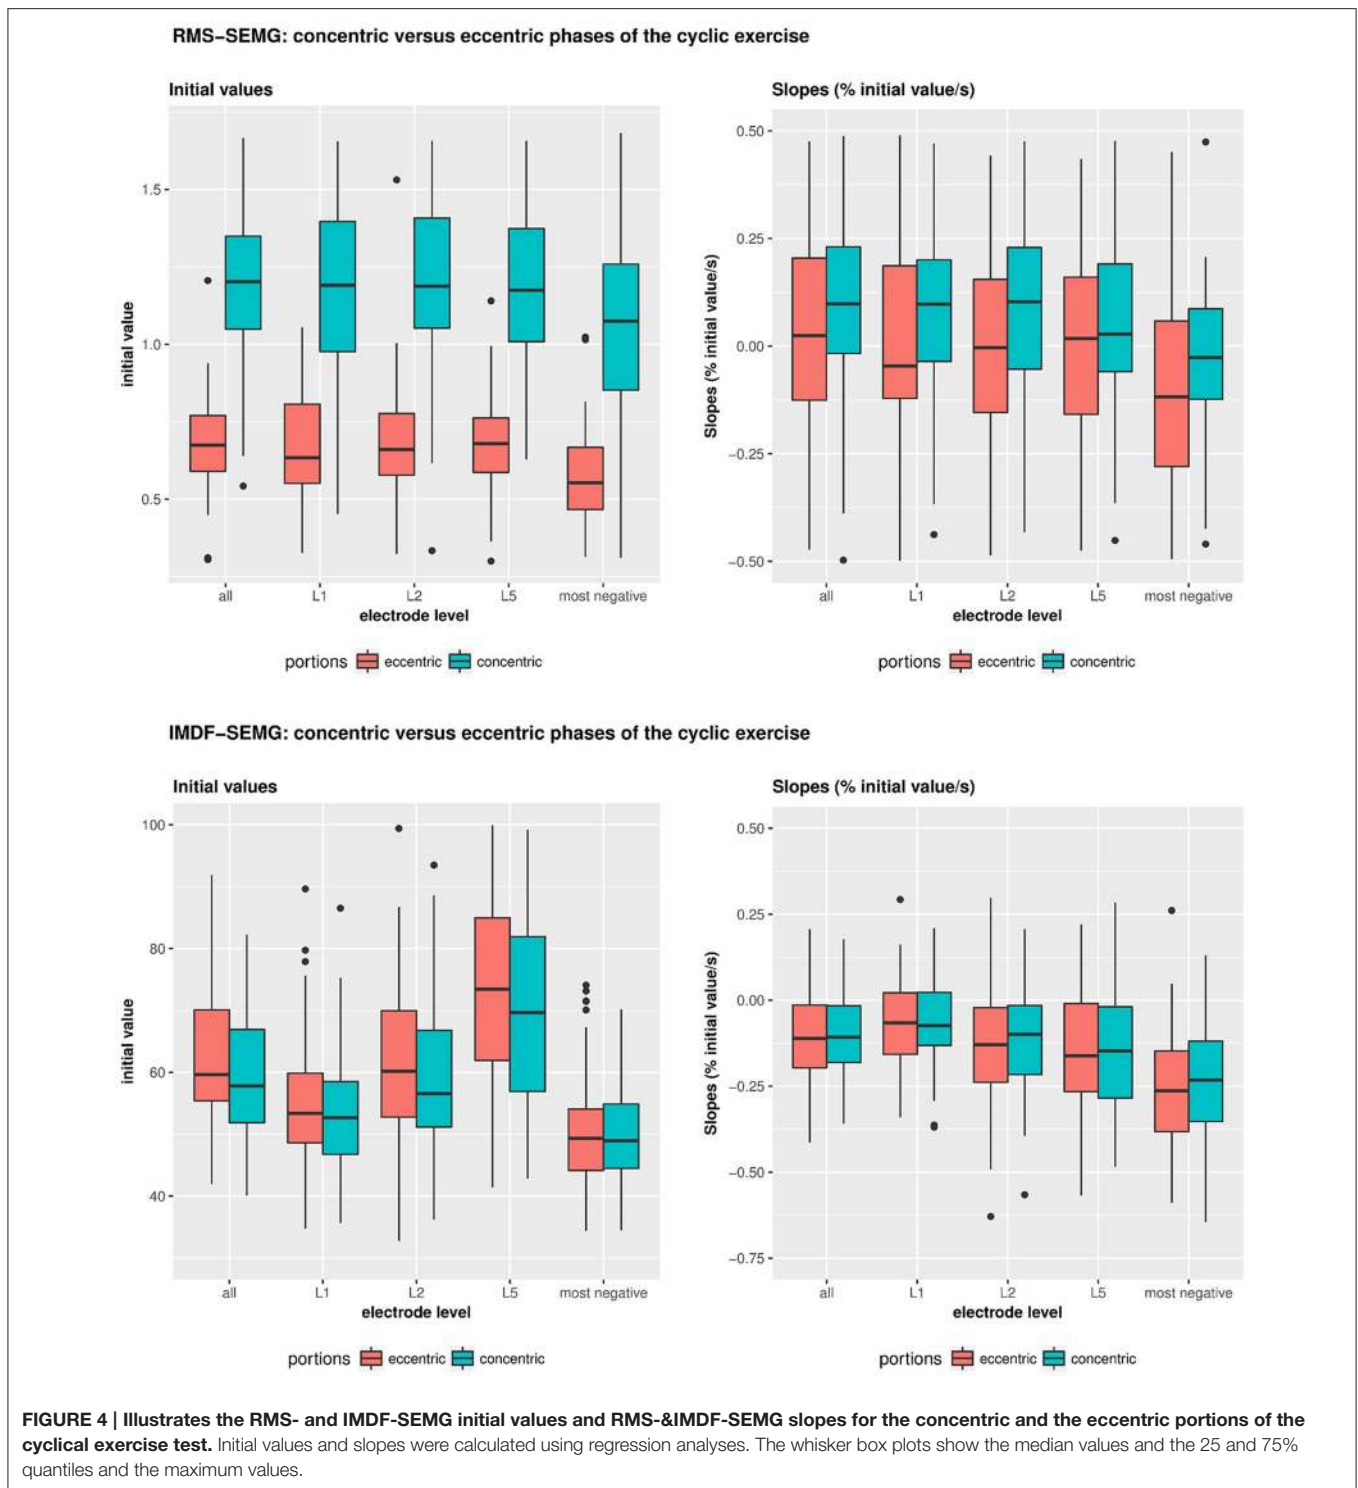 RMS–SEMG: concentric versus eccentric phases of the cyclic exercise
Initial values
initial value
1.5
1.0
0.5
all L1 L2 L5 most negative
electrode level
portions eccentric concentric
Slopes (% initial value/s)
Slopes (% initial value/s)
0.50
0.25
0.00
−0.25
−0.50
all L1 L2 L5 most negative
electrode level
portions eccentric concentric
IMDF–SEMG: concentric versus eccentric phases of the cyclic exercise
Initial values
initial value
100
80
60
40
all L1 L2 L5 most negative
electrode level
portions eccentric concentric
Slopes (% initial value/s)
Slopes (% initial value/s)
0.50
0.25
0.00
−0.25
−0.50
−0.75
all L1 L2 L5 most negative
electrode level
portions eccentric concentric
FIGURE 4 | Illustrates the RMS- and IMDF-SEMG initial values and RMS-&IMDF-SEMG slopes for the concentric and the eccentric portions of the
cyclical exercise test. Initial values and slopes were calculated using regression analyses. The whisker box plots show the median values and the 25 and 75%
quantiles and the maximum values.